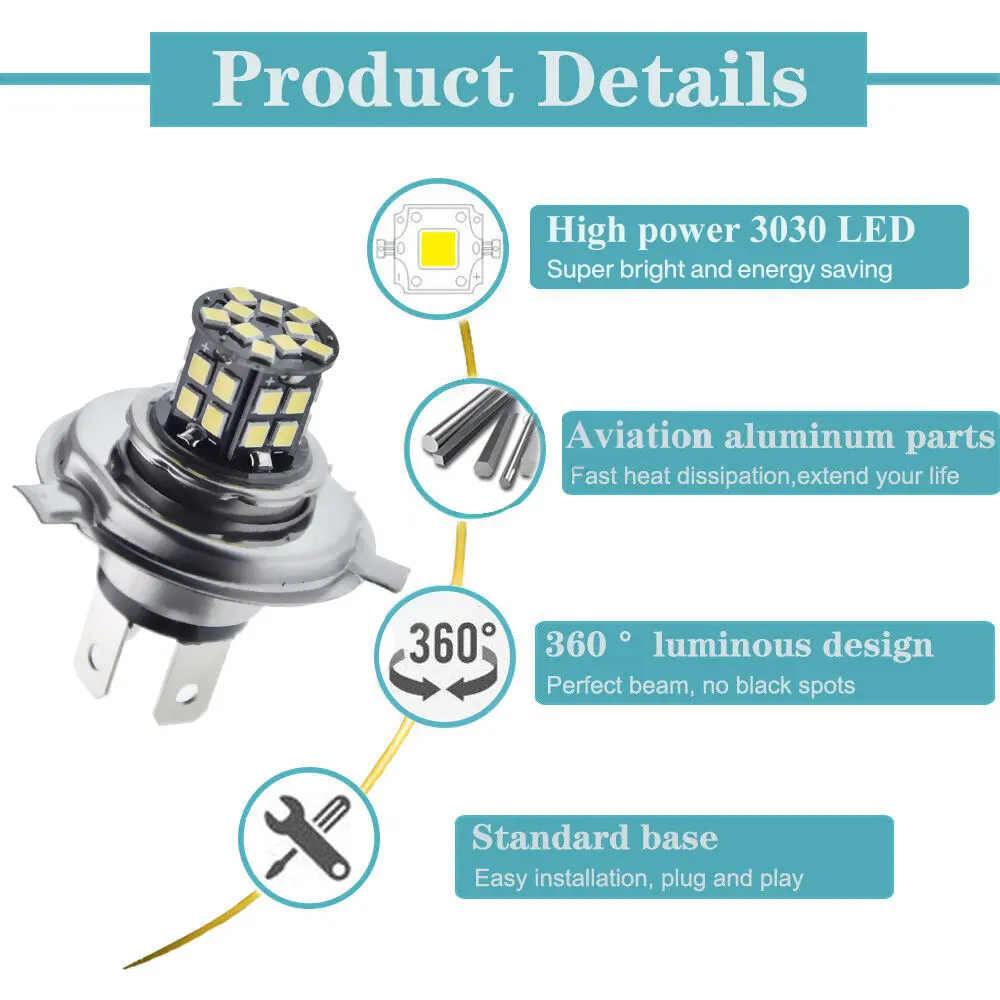 Product Details
High power 3030 LED
Super bright and energy saving
Aviation aluminum parts
Fast heat dissipation,extend your life
360°
360 ° luminous design
Perfect beam, no black spots
Standard base
Easy installation, plug and play